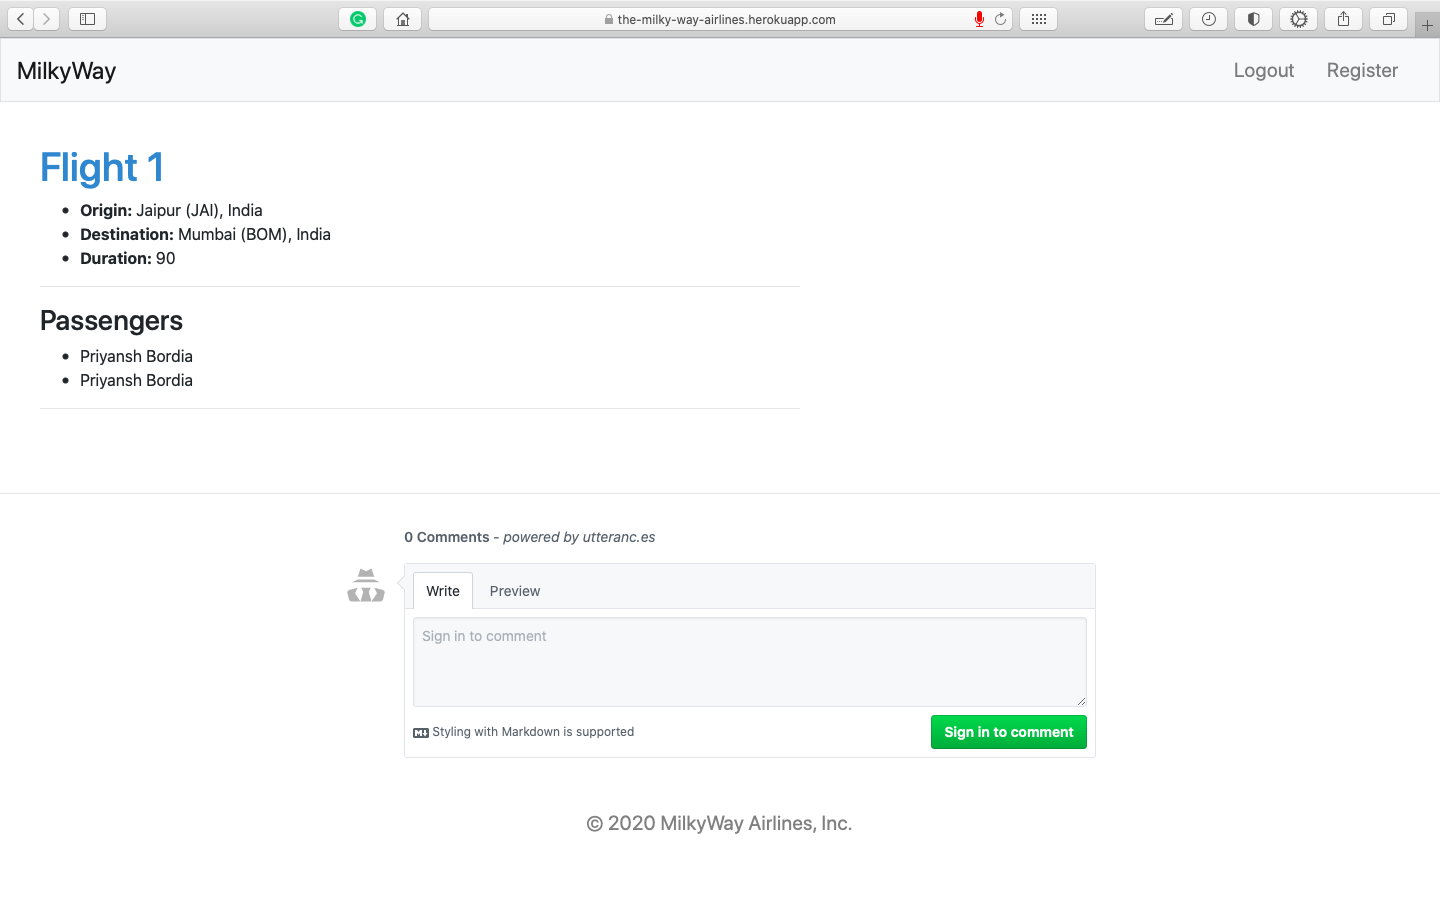 the-milky-way-airlines.herokuapp.com
MilkyWay
Logout
Register
Flight 1
Origin: Jaipur (JAI), India
Destination: Mumbai (BOM), India
Duration: 90
Passengers
Priyansh Bordia
Priyansh Bordia
0 Comments - powered by utteranc.es
Write
Preview
Sign in to comment
Styling with Markdown is supported
Sign in to comment
© 2020 MilkyWay Airlines, Inc.